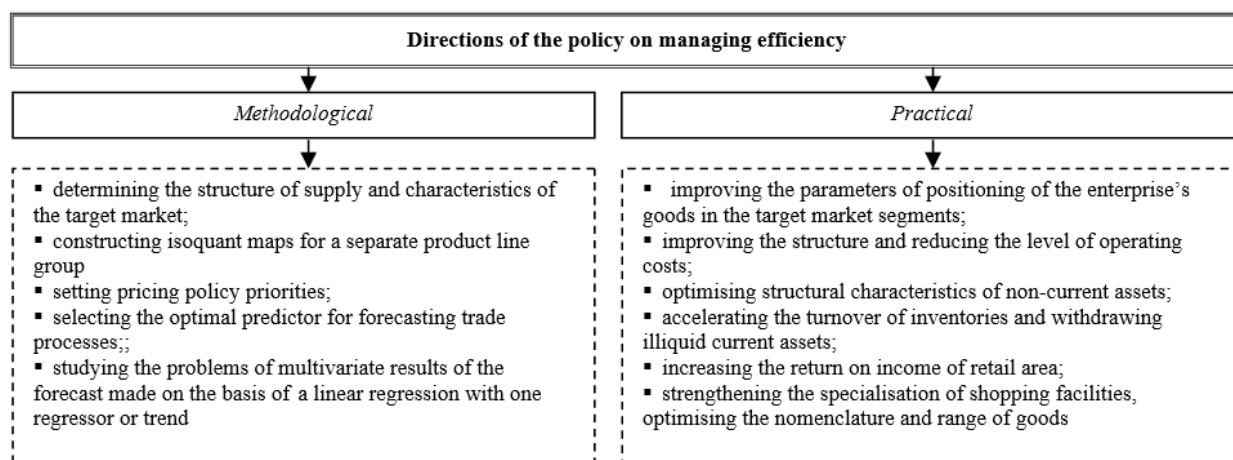 Directions of the policy on managing efficiency
Methodological
Practical
▪ determining the structure of supply and characteristics of
the target market;
▪ constructing isoquant maps for a separate product line
group
▪ setting pricing policy priorities;
▪ selecting the optimal predictor for forecasting trade
processes;;
▪ studying the problems of multivariate results of the
forecast made on the basis of a linear regression with one
regressor or trend
▪ improving the parameters of positioning of the enterprise's
goods in the target market segments;
▪ improving the structure and reducing the level of operating
costs;
▪ optimising structural characteristics of non-current assets;
▪ accelerating the turnover of inventories and withdrawing
illiquid current assets;
▪ increasing the return on income of retail area;
▪ strengthening the specialisation of shopping facilities,
optimising the nomenclature and range of goods